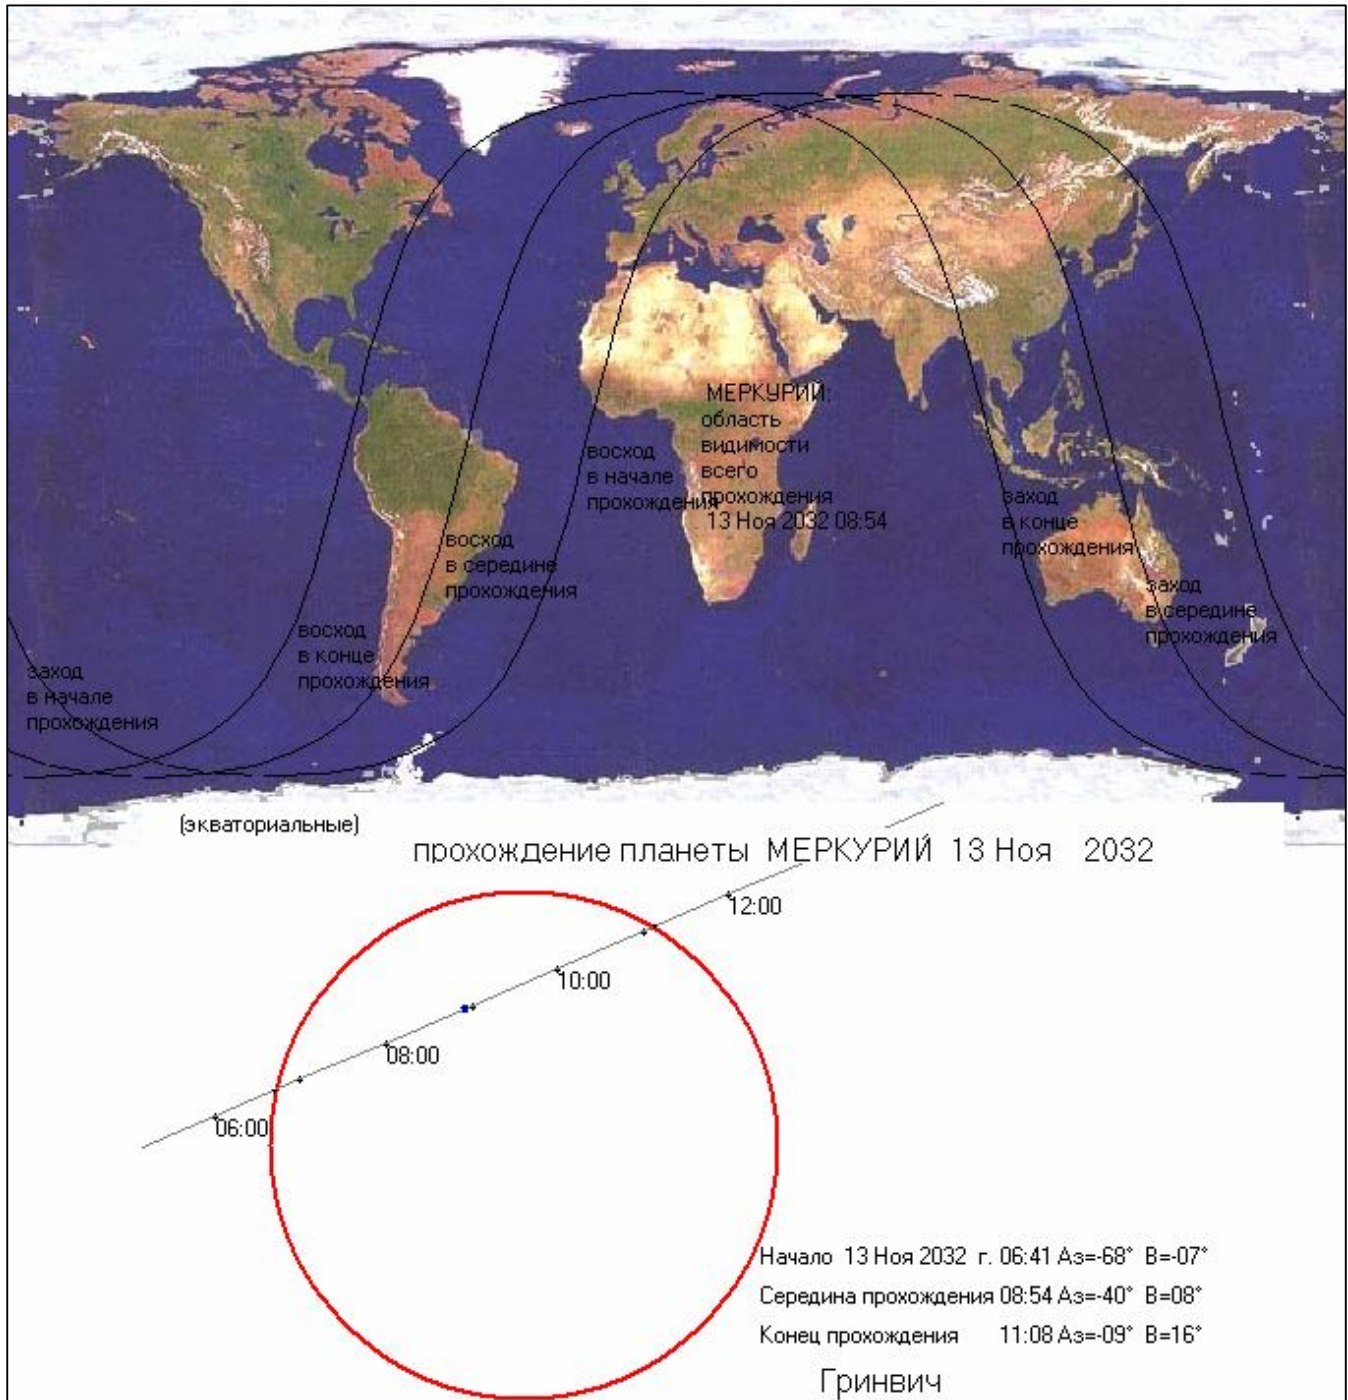 МЕРКУРИЙ:
область
видимости
всего
прохождения
13 Ноя 2032 08:54
восход
в начале
прохождения
заход
в конце
прохождения
восход
в середине
прохождения
заход
в середине
прохождения
восход
в конце
прохождения
заход
в начале
прохождения
(экваториальные)
прохождение планеты МЕРКУРИЙ 13 Ноя 2032
12:00
10:00
08:00
06:00
Начало 13 Ноя 2032 г. 06:41 Аз=-68° В=-07°
Середина прохождения 08:54 Аз=-40° В=08°
Конец прохождения 11:08 Аз=-09° В=16°
Гринвич